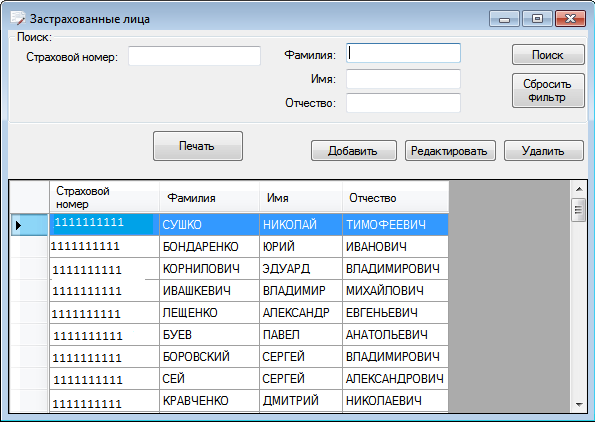 Застрахованные лица
Поиск:
Страховой номер:
Фамилия:
Имя:
Отчество:
Поиск
Сбросить
фильтр
Печать
Добавить
Редактировать
Удалить
Страховой
номер
Фамилия
Имя
Отчество
1111111111 СУШКО НИКОЛАЙ ТИМОФЕЕВИЧ
1111111111 БОНДАРЕНКО ЮРИЙ ИВАНОВИЧ
1111111111 КОРНИЛОВИЧ ЭДУАРД ВЛАДИМИРОВИЧ
1111111111 ИВАШКЕВИЧ ВЛАДИМИР МИХАЙЛОВИЧ
1111111111 ЛЕЩЕНКО АЛЕКСАНДР ЕВГЕНЬЕВИЧ
1111111111 БУЕВ ПАВЕЛ АНАТОЛЬЕВИЧ
1111111111 БОРОВСКИЙ СЕРГЕЙ ВЛАДИМИРОВИЧ
1111111111 СЕЙ СЕРГЕЙ АЛЕКСАНДРОВИЧ
1111111111 КРАВЧЕНКО ДМИТРИЙ НИКОЛАЕВИЧ